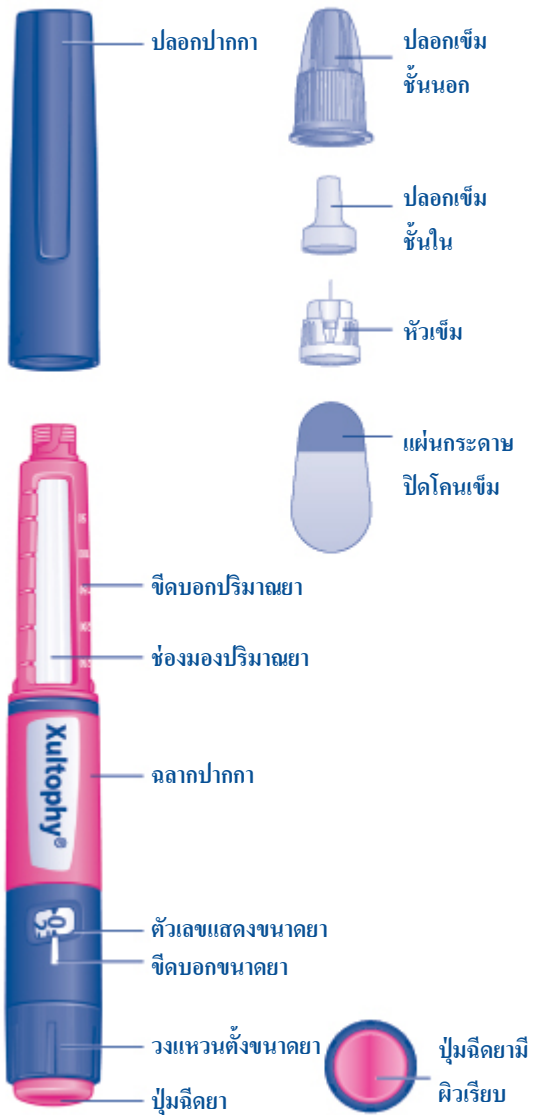 ปลอกปากกา
ปลอกเข็ม
ชั้นนอก
ปลอกเข็ม
ชั้นใน
หัวเข็ม
แผ่นกระดาษ
ปิดโคนเข็ม
ขีดบอกปริมาณยา
ช่องมองปริมาณยา
Xultophy®
ฉลากปากกา
0
2
ตัวเลขแสดงขนาดยา
ขีดบอกขนาดยา
วงแหวนตั้งขนาดยา
ปุ่มฉีดยา
ปุ่มฉีดยามี
ผิวเรียบ